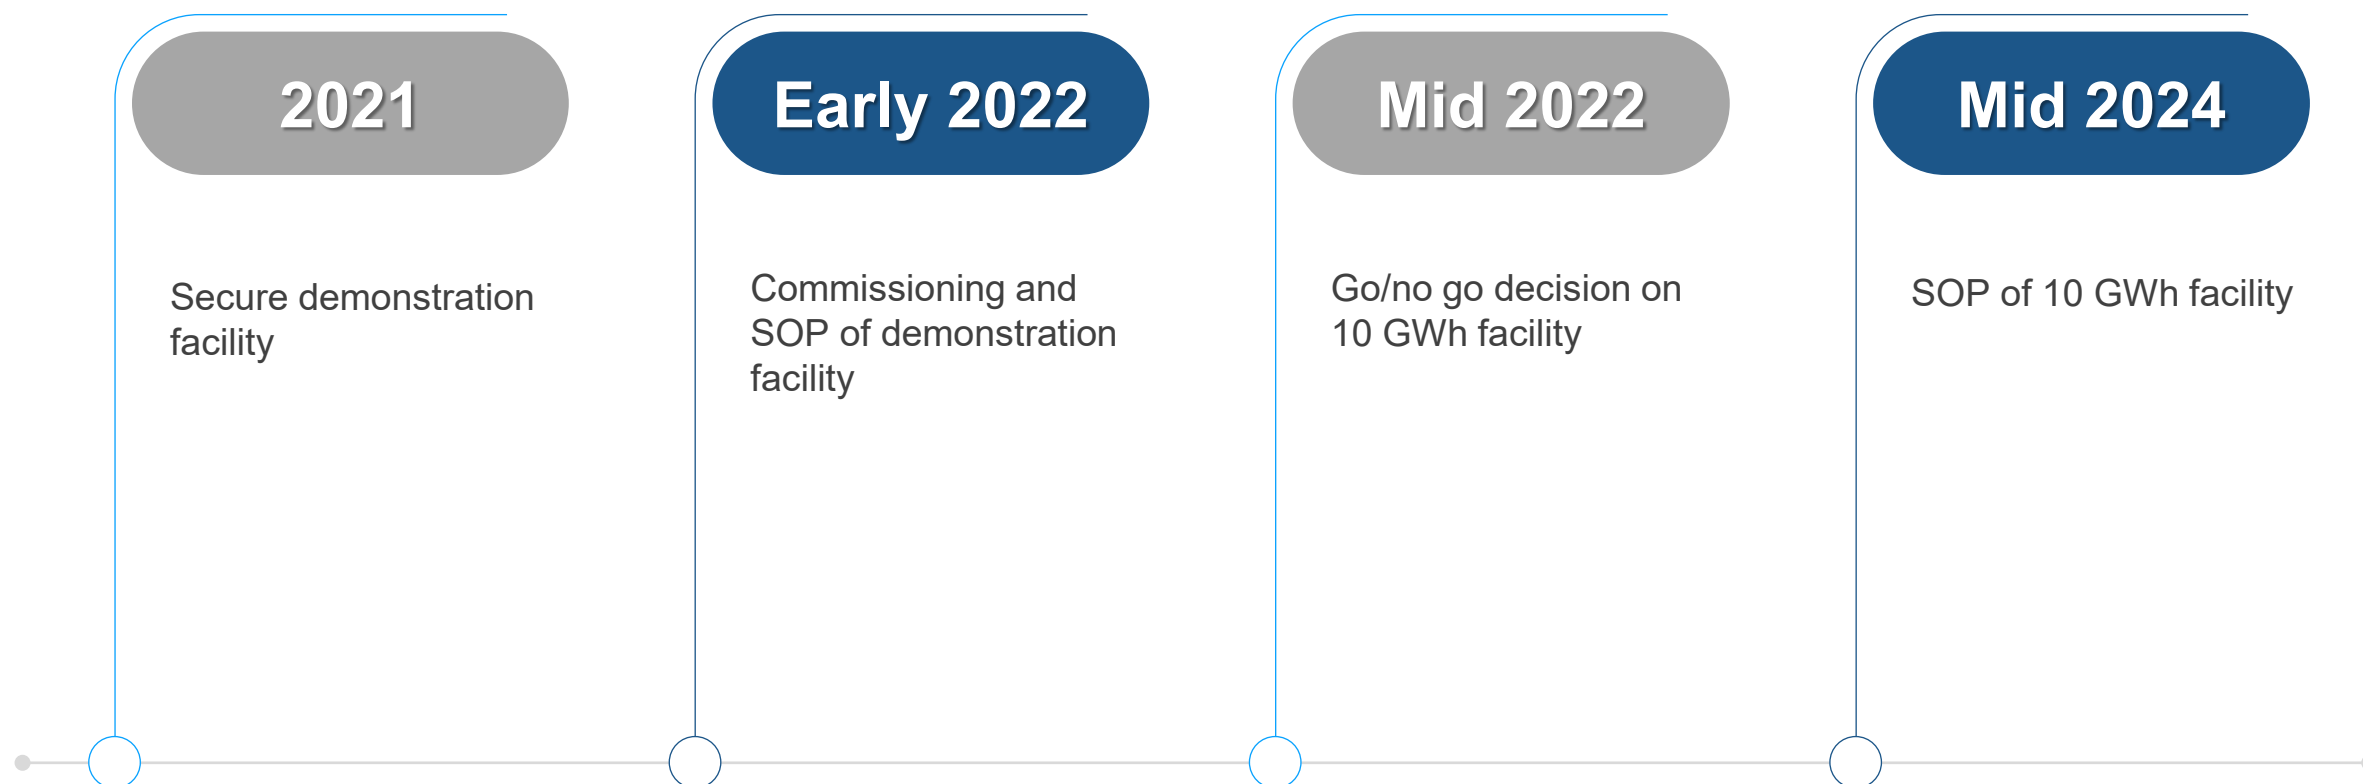 2021
Secure demonstration
facility
Early 2022
Commissioning and
SOP of demonstration
facility
Mid 2022
Go/no go decision on
10 GWh facility
Mid 2024
SOP of 10 GWh facility